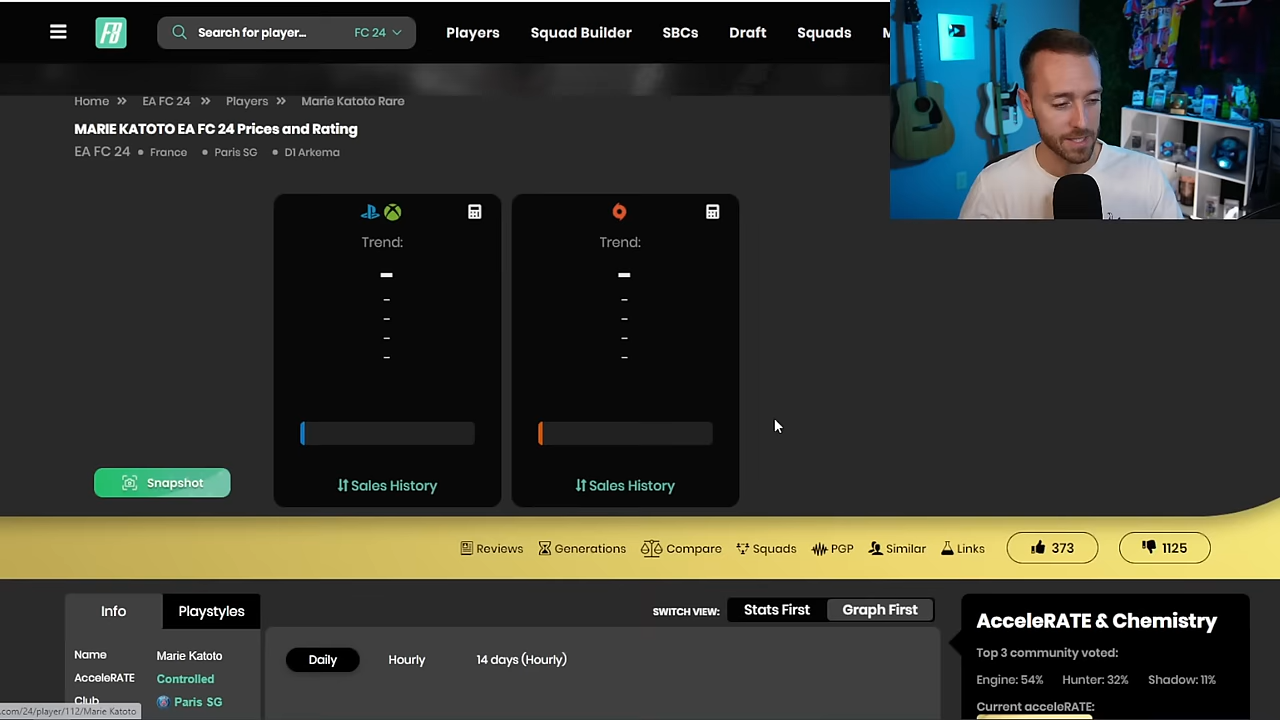 FB
Search for player...
FC 24
Players
Squad Builder
SBCs
Draft
Squads
M
Home » EA FC 24 » Players » Marie Katoto Rare
MARIE KATOTO EA FC 24 Prices and Rating
EA FC 24 • France • Paris SG • D1 Arkema
Trend:
-
-
-
-
-
Sales History
Trend:
-
-
-
-
-
Sales History
Snapshot
Reviews
Generations
Compare
Squads
PGP
Similar
Links
373
1125
Info
Playstyles
SWITCH VIEW:
Stats First
Graph First
Name Marie Katoto
AcceleRATE Controlled
Club Paris SG
Daily
Hourly
14 days (Hourly)
AcceleRATE & Chemistry
Top 3 community voted:
Engine: 54% Hunter: 32% Shadow: 11%
Current acceleRATE:
.com/24/player/112/Marie Katoto